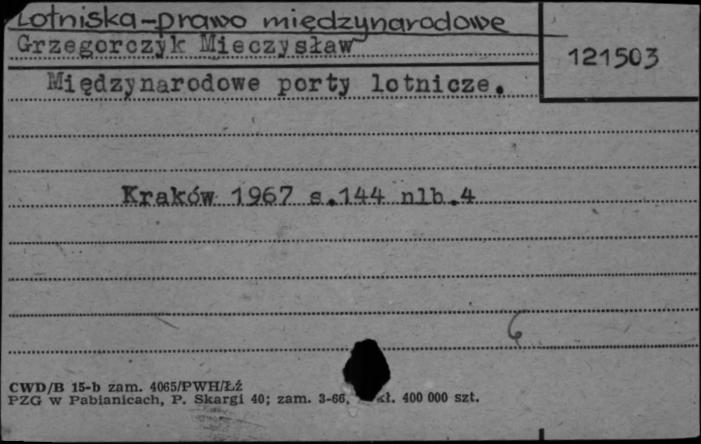 Lotniska-prawo międzynarodowe
Grzegorczyk Mieczysław
121503
Międzynarodowe porty lotnicze.
Kraków 1967 s.144 nlb.4
6
CWD/B 15-b zam. 4065/PWH/Łź
PZG w Pabianicach, P. Skargi 40; zam. 3-66, kł. 400 000 szt.